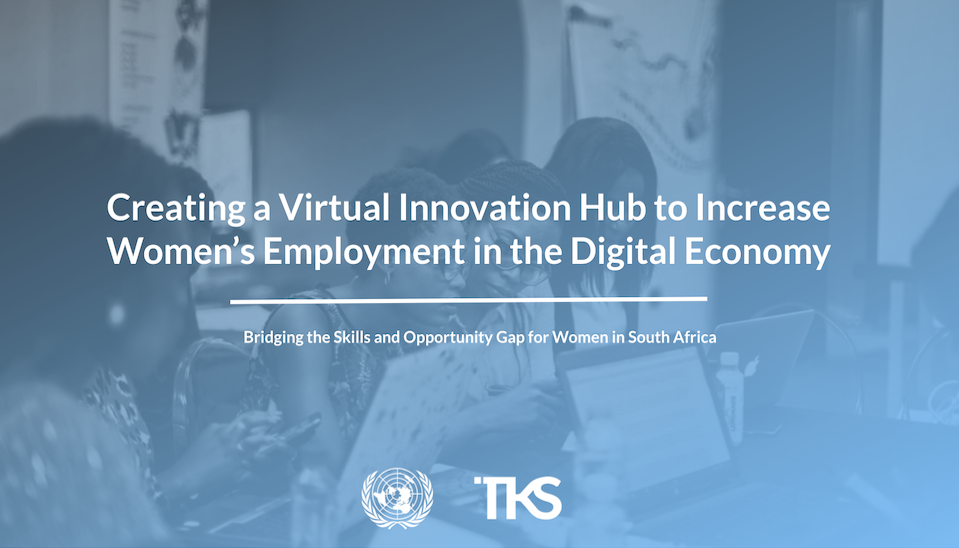 Creating a Virtual Innovation Hub to Increase
Women's Employment in the Digital Economy
Bridging the Skills and Opportunity Gap for Women in South Africa
TKS